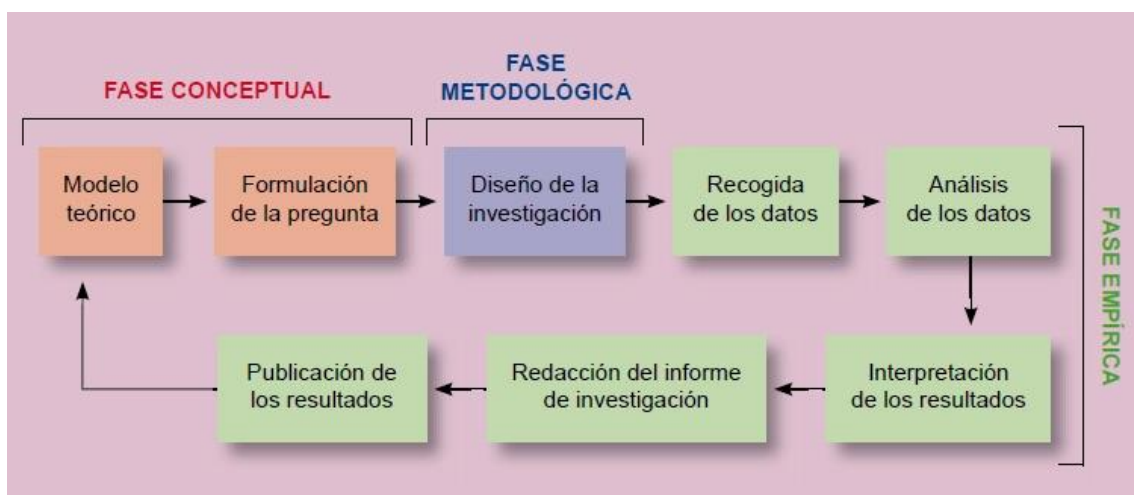 FASE CONCEPTUAL
FASE
METODOLÓGICA
Modelo
teórico
Formulación
de la pregunta
Diseño de la
investigación
Recogida
de los datos
Análisis
de los datos
FASE EMPÍRICA
Interpretación
de los resultados
Redacción del informe
de investigación
Publicación de
los resultados